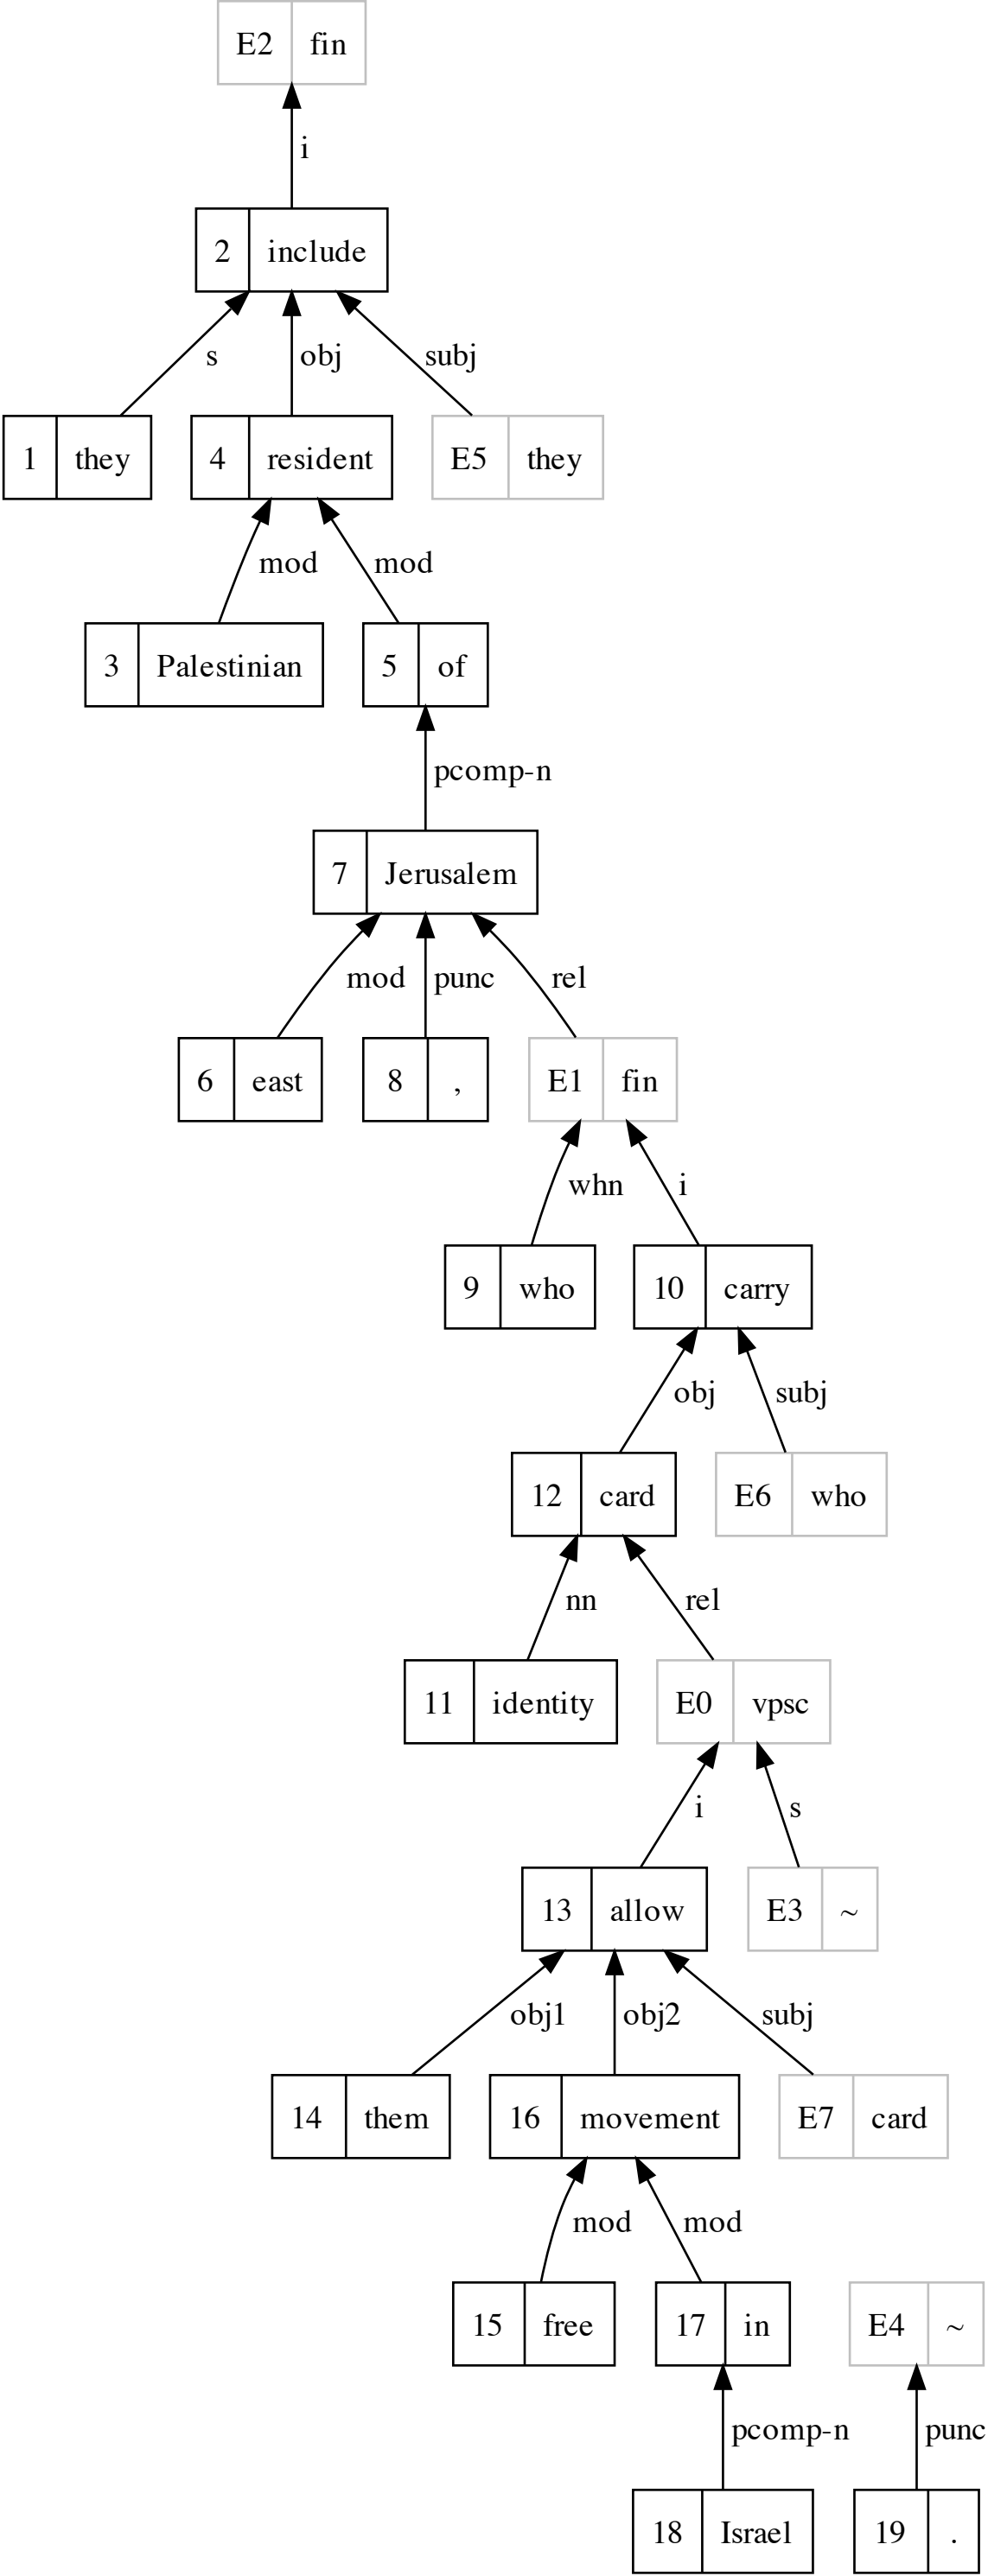 E2 fin
i
2 include
s obj subj
1 they 4 resident E5 they
mod mod
3 Palestinian 5 of
pcomp-n
7 Jerusalem
mod punc rel
6 east 8 , E1 fin
whn i
9 who 10 carry
obj subj
12 card E6 who
nn rel
11 identity E0 vpsc
i s
13 allow E3 ~
obj1 obj2 subj
14 them 16 movement E7 card
mod mod
15 free 17 in E4 ~
pcomp-n punc
18 Israel 19 .